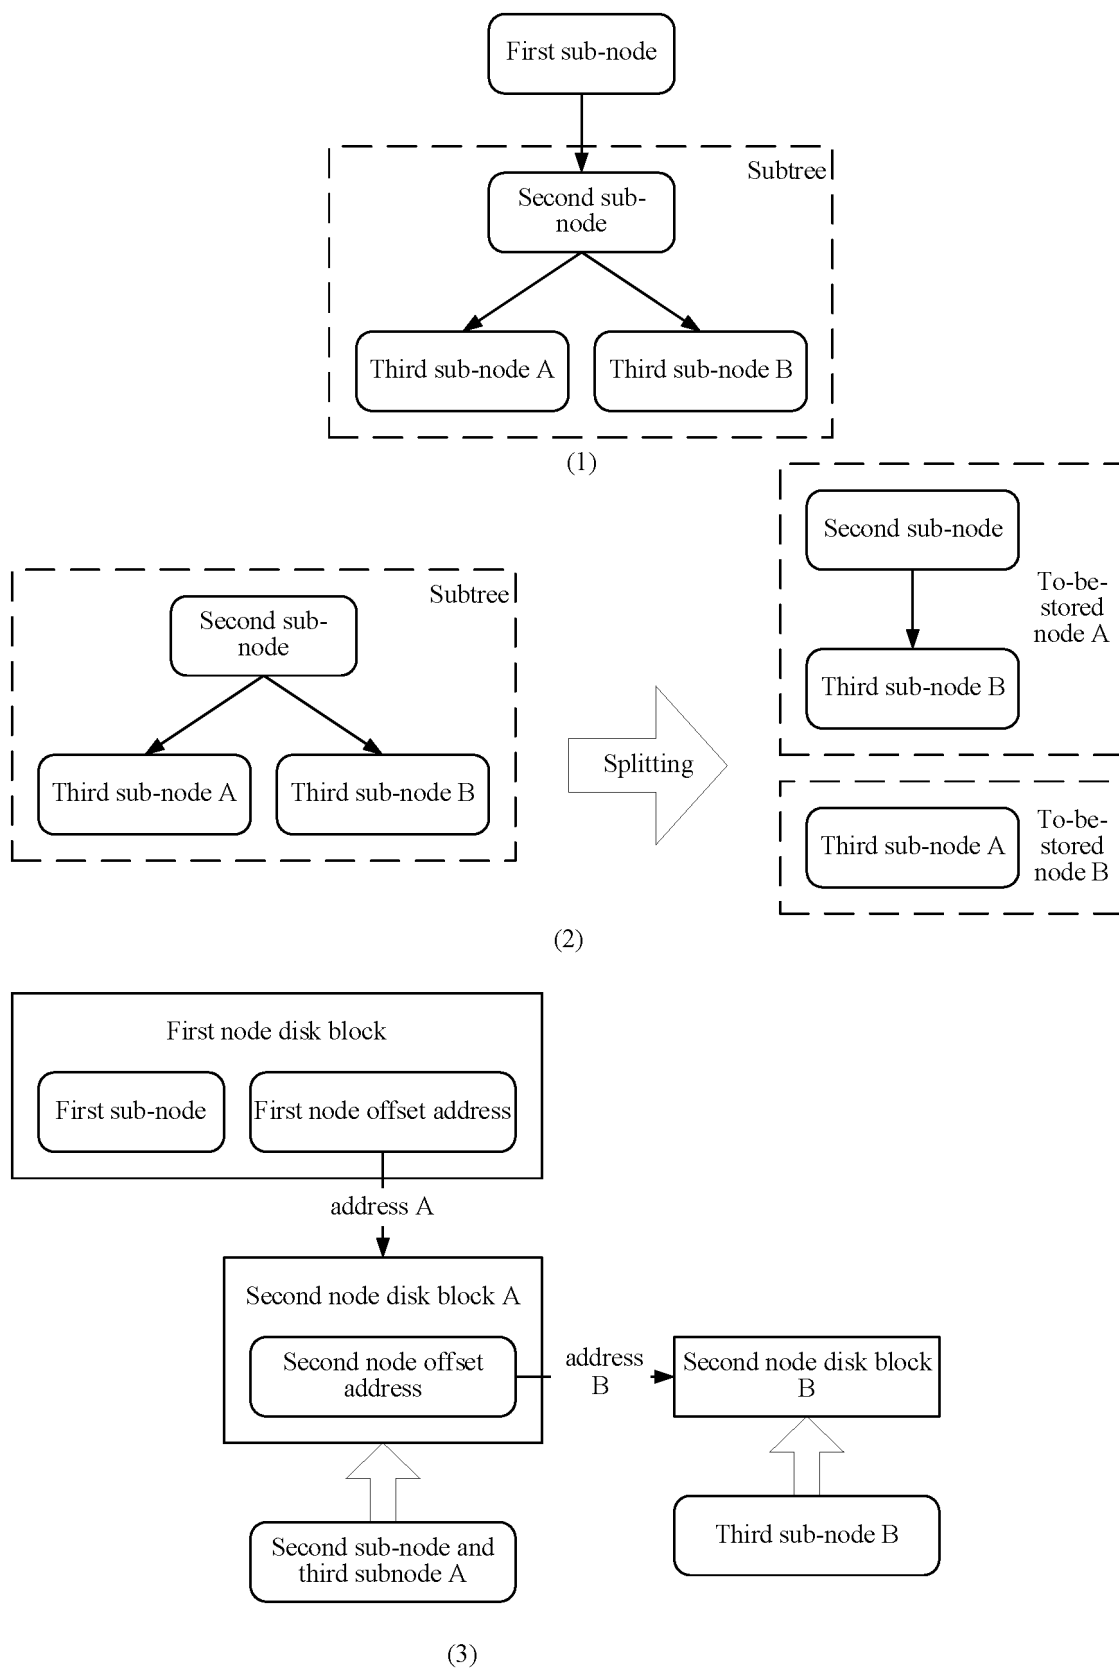 First sub-node
Subtree
Second sub-
node
Third sub-node A
Third sub-node B
(1)
Subtree
Second sub-
node
Third sub-node A
Third sub-node B
Splitting
Second sub-node
Third sub-node B
To-be-
stored
node A
Third sub-node A
To-be-
stored
node B
(2)
First node disk block
First sub-node
First node offset address
address A
Second node disk block A
Second node offset
address
address
B
Second node disk block
B
Second sub-node and
third subnode A
Third sub-node B
(3)